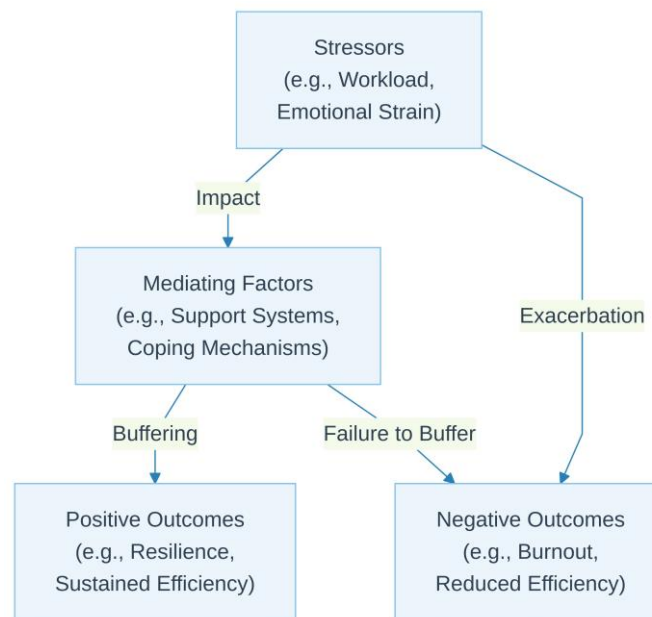 Stressors
(e.g., Workload,
Emotional Strain)
Impact
Mediating Factors
(e.g., Support Systems,
Coping Mechanisms)
Exacerbation
Buffering
Failure to Buffer
Positive Outcomes
(e.g., Resilience,
Sustained Efficiency)
Negative Outcomes
(e.g., Burnout,
Reduced Efficiency)